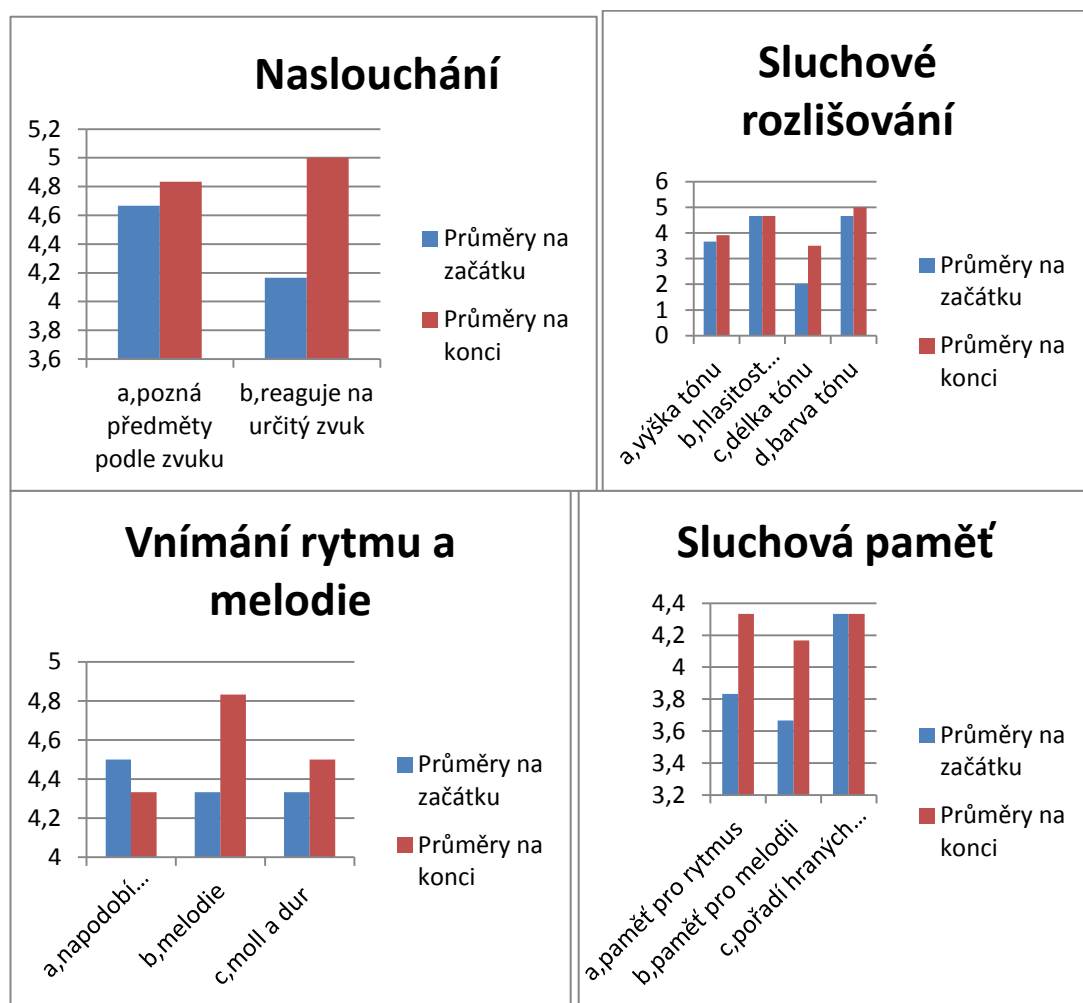 Naslouchání
5,2
5
4,8
4,6
4,4
4,2
4
3,8
3,6
a,pozná
předměty
podle zvuku
b,reaguje na
určitý zvuk
Průměry na
začátku
Průměry na
konci
Sluchové
rozlišování
6
5
4
3
2
1
0
a,výška tónu
b,hlasitost...
c,délka tónu
d,barva tónu
Průměry na
začátku
Průměry na
konci
Vnímání rytmu a
melodie
5
4,8
4,6
4,4
4,2
4
a,napodobí...
b,melodie
c,moll a dur
Průměry na
začátku
Průměry na
konci
Sluchová paměť
4,4
4,2
4
3,8
3,6
3,4
3,2
a,paměť pro rytmus
b,paměť pro melodii
c,pořadí hraných...
Průměry na
začátku
Průměry na
konci